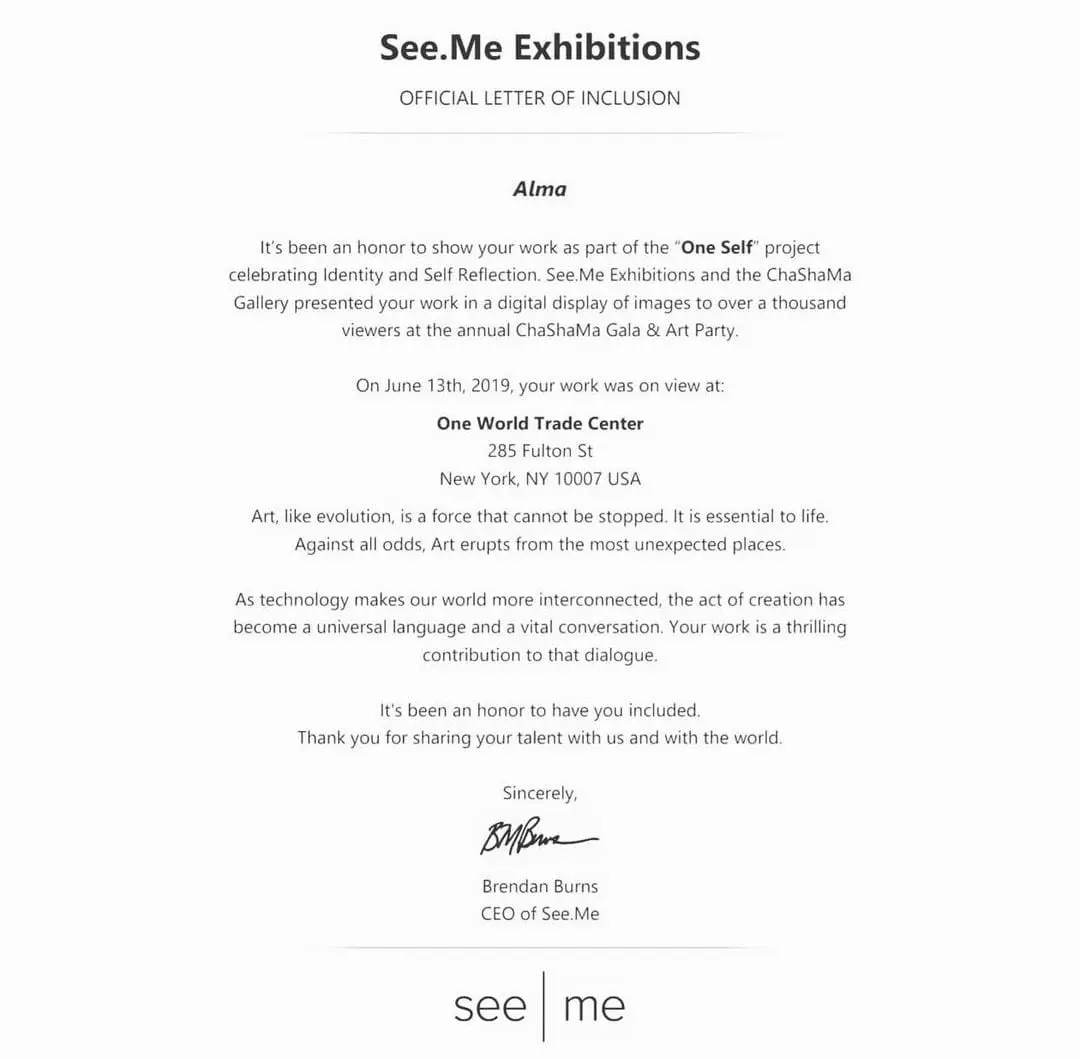 See.Me Exhibitions
OFFICIAL LETTER OF INCLUSION
Alma
It's been an honor to show your work as part of the “One Self” project
celebrating Identity and Self Reflection. See.Me Exhibitions and the ChaShaMa
Gallery presented your work in a digital display of images to over a thousand
viewers at the annual ChaShaMa Gala & Art Party.
On June 13th, 2019, your work was on view at:
One World Trade Center
285 Fulton St
New York, NY 10007 USA
Art, like evolution, is a force that cannot be stopped. It is essential to life.
Against all odds, Art erupts from the most unexpected places.
As technology makes our world more interconnected, the act of creation has
become a universal language and a vital conversation. Your work is a thrilling
contribution to that dialogue.
It's been an honor to have you included.
Thank you for sharing your talent with us and with the world.
Sincerely,
BMBurns
Brendan Burns
CEO of See.Me
see | me